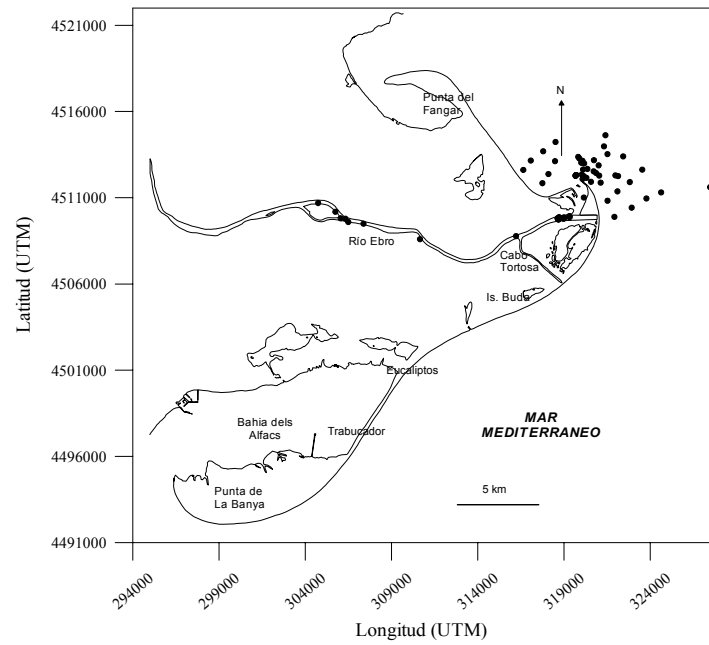 4521000
4516000
4511000
4506000
4501000
4496000
4491000
Latitud (UTM)
Punta del
Fangar
N
Río Ebro
Cabo
Tortosa
Is. Buda
Eucaliptos
Bahia dels
Alfacs
Trabucador
MAR
MEDITERRANEO
Punta de
La Banya
5 km
294000
299000
304000
309000
314000
319000
324000
Longitud (UTM)